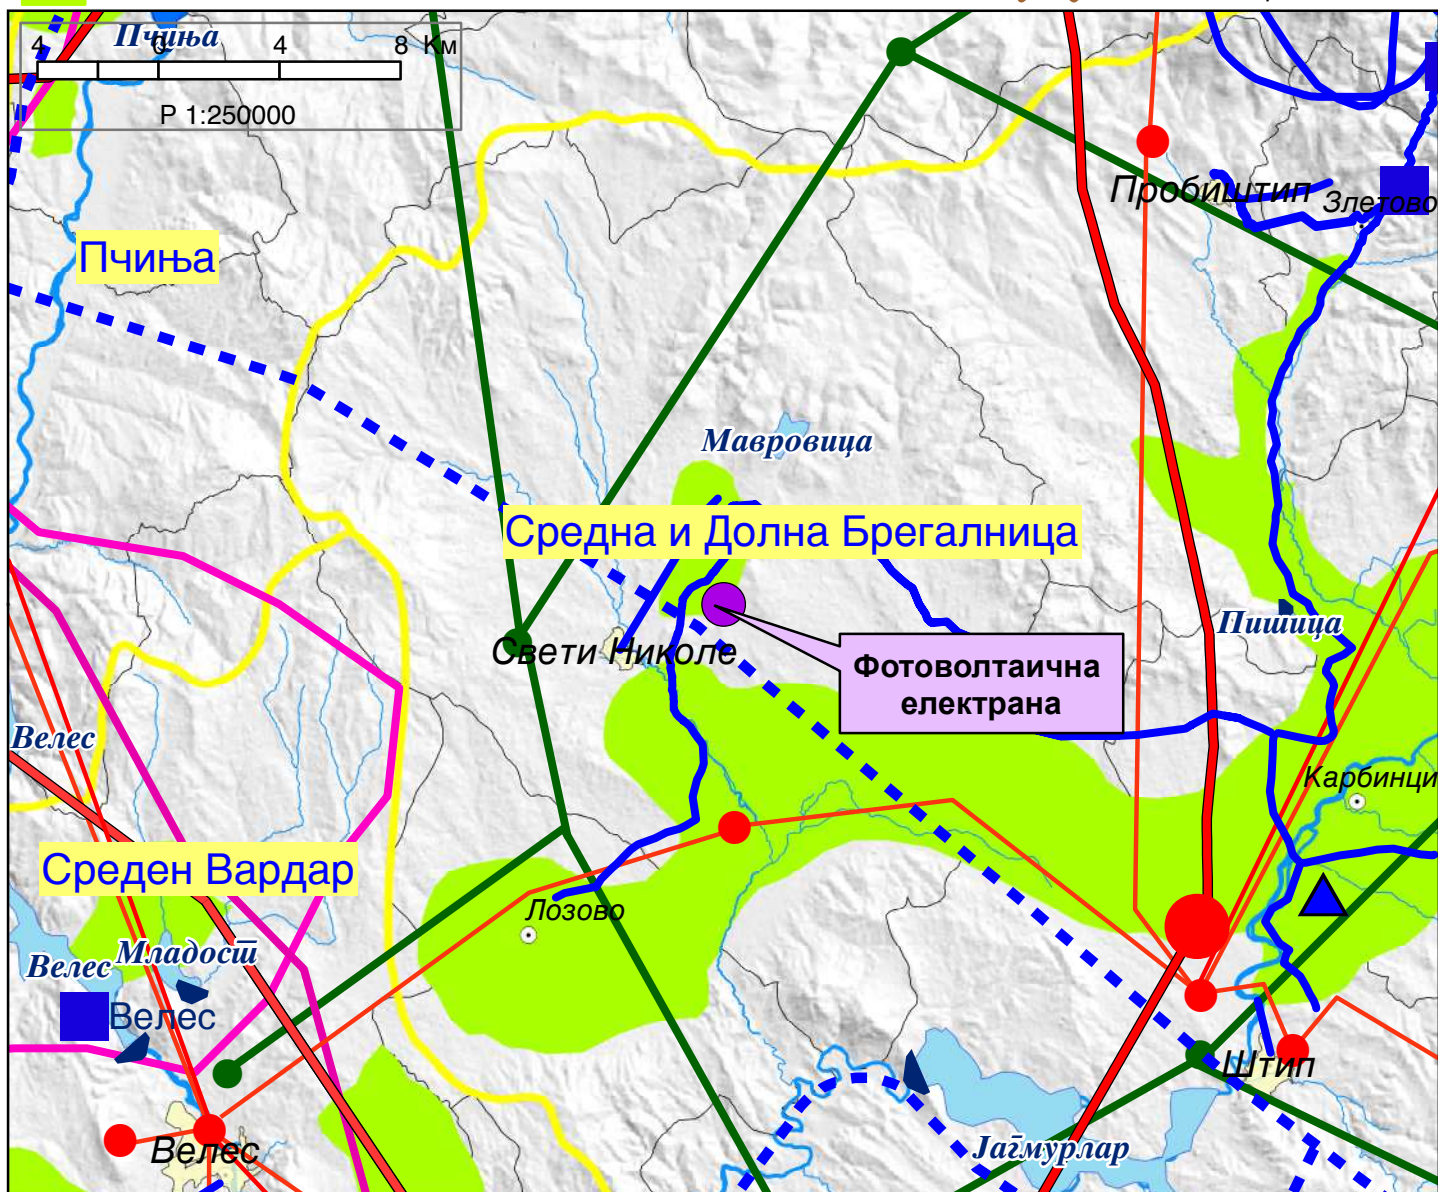 Пчиња
4 0 4 8 Км
Р 1:250000
Пробиштип
Злетово
Пчиња
Мавровица
Средна и Долна Брегалница
Пишица
Свети Николе
Фотоволтаична
електрана
Велес
Карбинци
Среден Вардар
Лозово
Младост
Велес
Велес
Штип
Велес
Јагмурлар